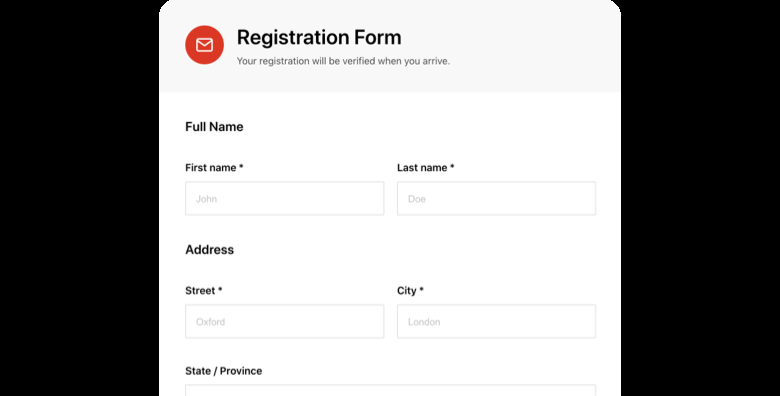 Registration Form
Your registration will be verified when you arrive.
Full Name
First name * Last name *
John Doe
Address
Street * City *
Oxford London
State / Province